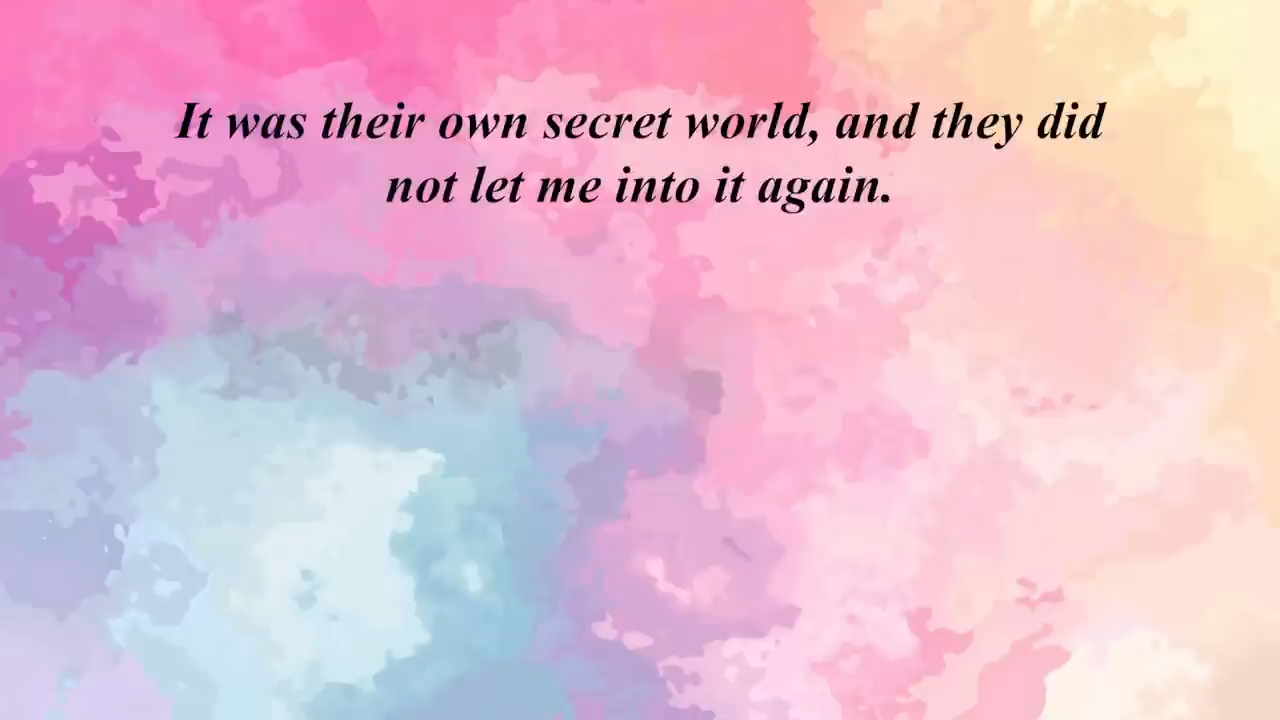 It was their own secret world, and they did
not let me into it again.